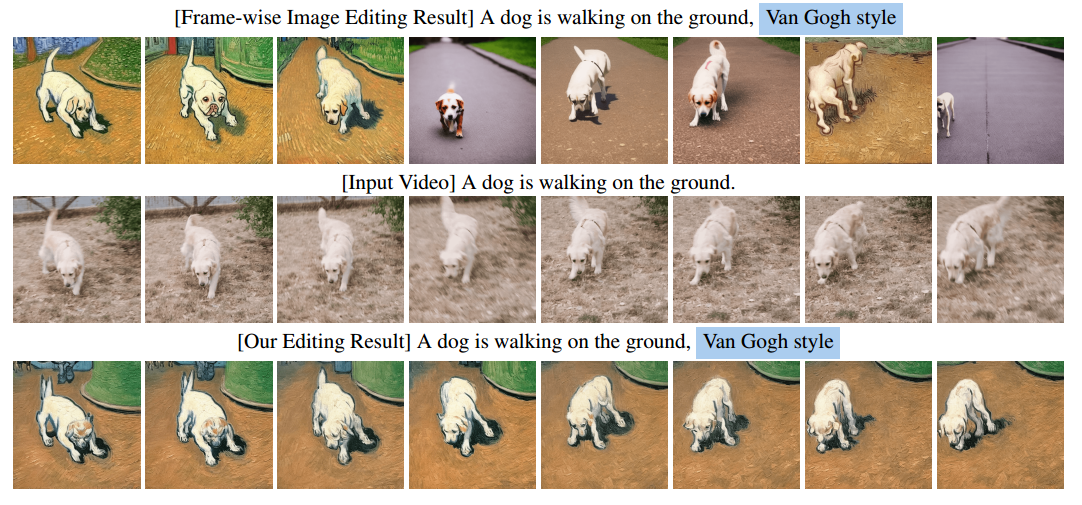 [Frame-wise Image Editing Result] A dog is walking on the ground, Van Gogh style
[Input Video] A dog is walking on the ground.
[Our Editing Result] A dog is walking on the ground, Van Gogh style